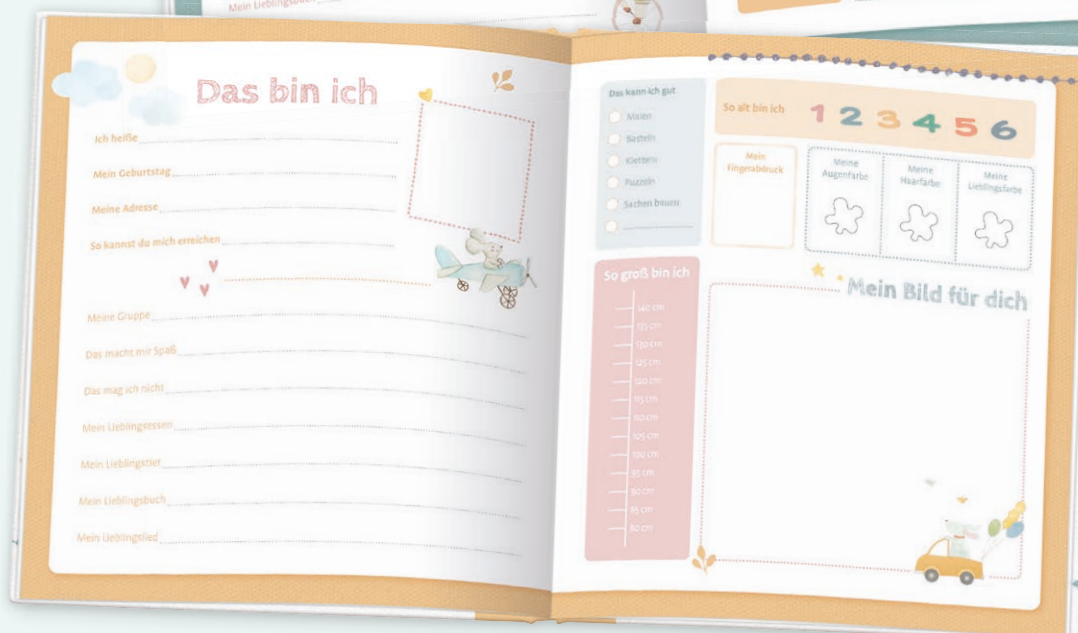 Mein Lieblingsbuch
Das bin ich
Ich heiße
Mein Geburtstag
Meine Adresse
So kannst du mich erreichen
Meine Gruppe
Das macht mir Spaß
Das mag ich nicht
Mein Lieblingsessen
Mein Lieblingstier
Mein Lieblingsbuch
Mein Lieblingslied
Das kann ich gut
Malen
Basteln
Klettern
Puzzeln
Sachen bauen
So alt bin ich
1 2 3 4 5 6
Mein
Fingerabdruck
Meine
Augenfarbe
Meine
Haarfarbe
Meine
Lieblingsfarbe
So groß bin ich
140 cm
135 cm
130 cm
125 cm
120 cm
115 cm
110 cm
105 cm
100 cm
95 cm
90 cm
85 cm
80 cm
Mein Bild für dich